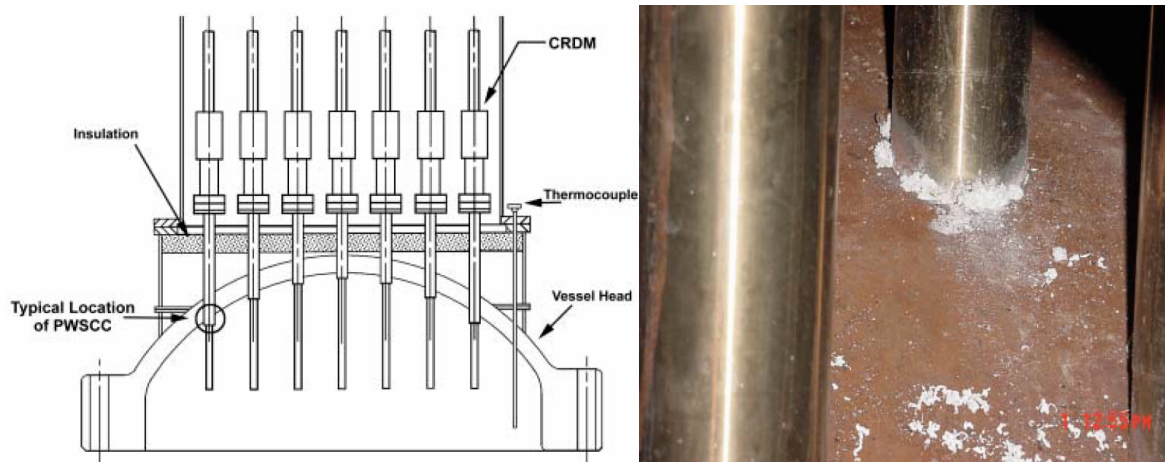 CRDM
Insulation
Thermocouple
Typical Location
of PWSCC
Vessel Head
1 12:55PM